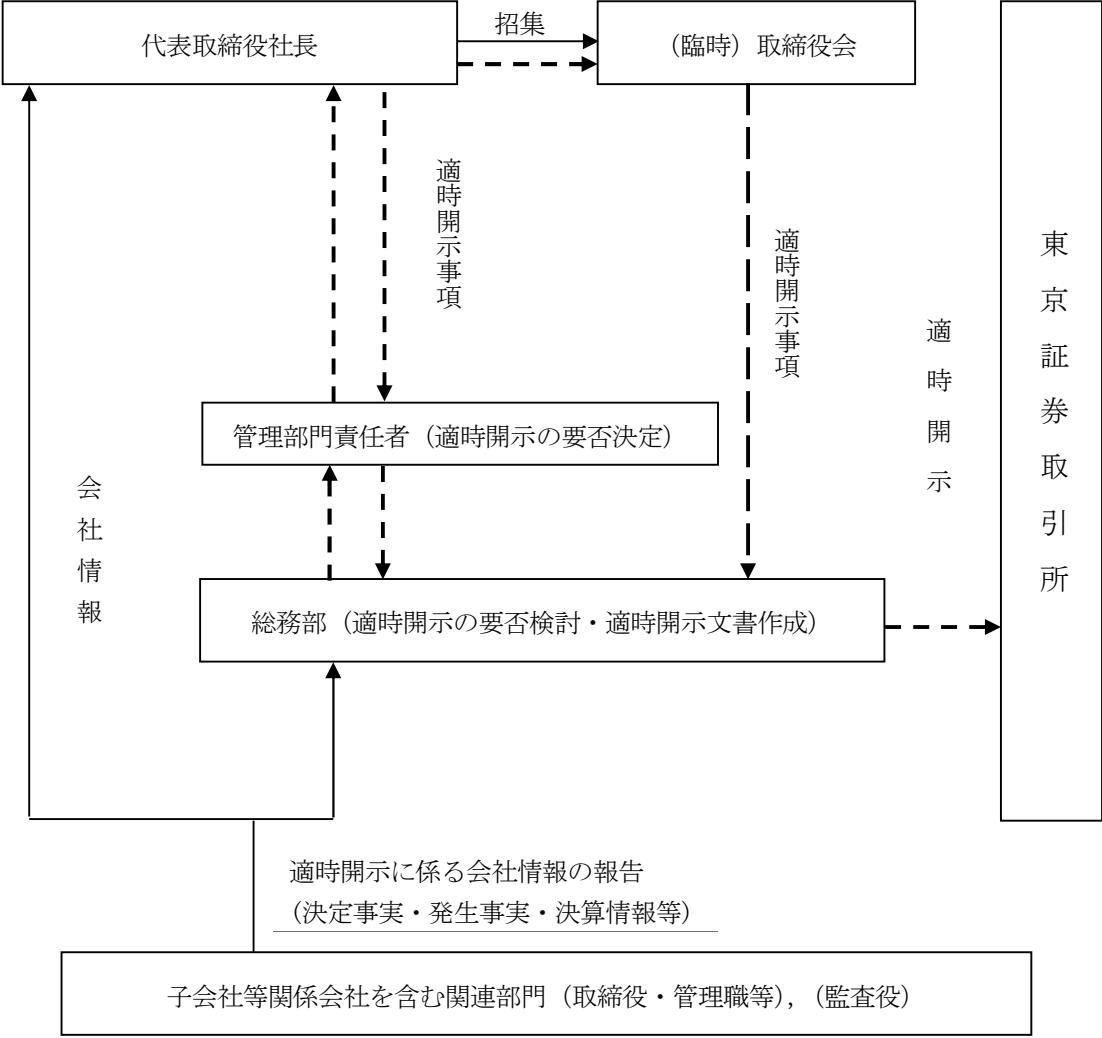 代表取締役社長
招集
（臨時）取締役会
適時開示事項
適時開示事項
適時開示
東京証券取引所
管理部門責任者（適時開示の要否決定）
会社情報
総務部（適時開示の要否検討・適時開示文書作成）
適時開示に係る会社情報の報告
（決定事実・発生事実・決算情報等）
子会社等関係会社を含む関連部門（取締役・管理職等），（監査役）